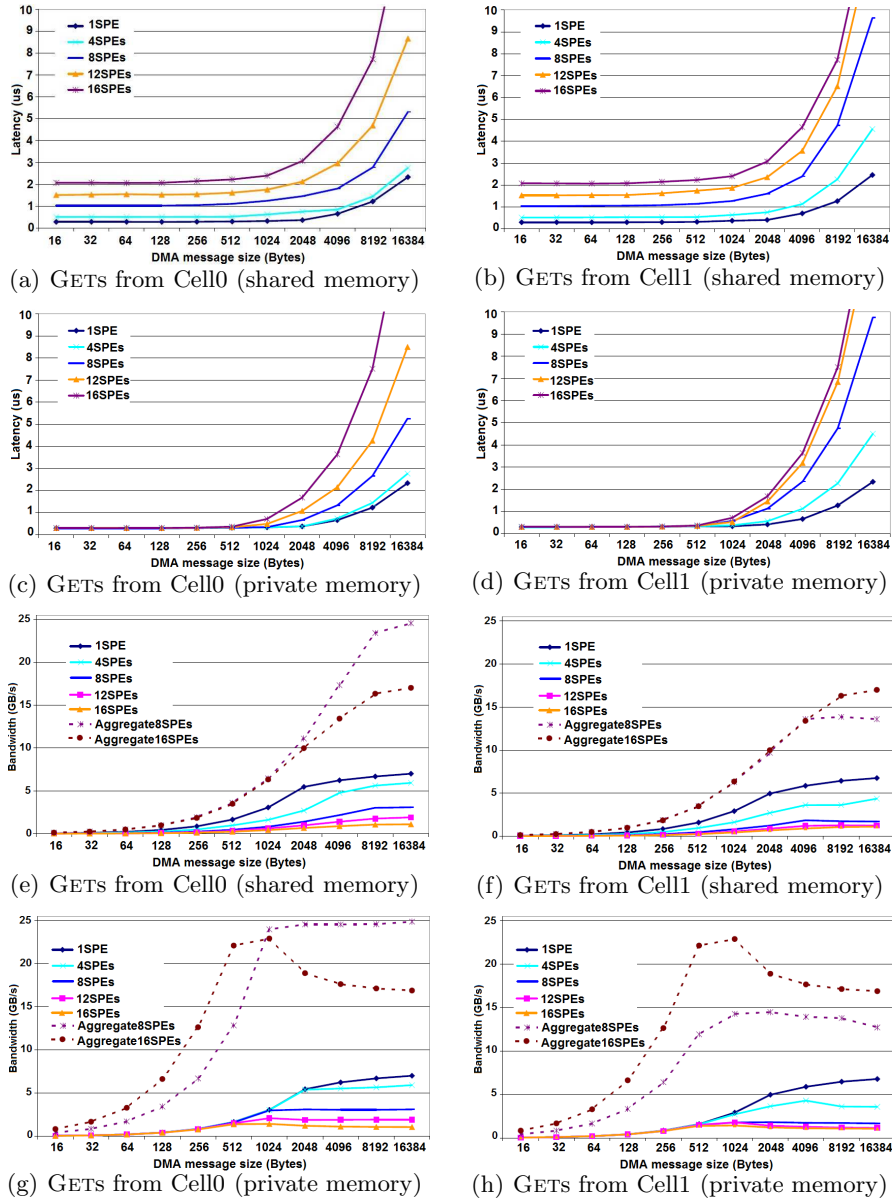 10
9
8
7
6
5
4
3
2
1
0
Latency (us)
1SPE
4SPEs
8SPEs
12SPEs
16SPEs
16 32 64 128 256 512 1024 2048 4096 8192 16384
DMA message size (Bytes)
(a) GETs from Cell0 (shared memory)
10
9
8
7
6
5
4
3
2
1
0
Latency (us)
1SPE
4SPEs
8SPEs
12SPEs
16SPEs
16 32 64 128 256 512 1024 2048 4096 8192 16384
DMA message size (Bytes)
(b) GETs from Cell1 (shared memory)
10
9
8
7
6
5
4
3
2
1
0
Latency (us)
1SPE
4SPEs
8SPEs
12SPEs
16SPEs
16 32 64 128 256 512 1024 2048 4096 8192 16384
DMA message size (Bytes)
(c) GETs from Cell0 (private memory)
10
9
8
7
6
5
4
3
2
1
0
Latency (us)
1SPE
4SPEs
8SPEs
12SPEs
16SPEs
16 32 64 128 256 512 1024 2048 4096 8192 16384
DMA message size (Bytes)
(d) GETs from Cell1 (private memory)
25
20
15
10
5
0
Bandwidth (GB/s)
1SPE
4SPEs
8SPEs
12SPEs
16SPEs
Aggregate8SPEs
Aggregate16SPEs
16 32 64 128 256 512 1024 2048 4096 8192 16384
DMA message size (Bytes)
(e) GETs from Cell0 (shared memory)
25
20
15
10
5
0
Bandwidth (GB/s)
1SPE
4SPEs
8SPEs
12SPEs
16SPEs
Aggregate8SPEs
Aggregate16SPEs
16 32 64 128 256 512 1024 2048 4096 8192 16384
DMA message size (Bytes)
(f) GETs from Cell1 (shared memory)
25
20
15
10
5
0
Bandwidth (GB/s)
1SPE
4SPEs
8SPEs
12SPEs
16SPEs
Aggregate8SPEs
Aggregate16SPEs
16 32 64 128 256 512 1024 2048 4096 8192 16384
DMA message size (Bytes)
(g) GETs from Cell0 (private memory)
25
20
15
10
5
0
Bandwidth (GB/s)
1SPE
4SPEs
8SPEs
12SPEs
16SPEs
Aggregate8SPEs
Aggregate16SPEs
16 32 64 128 256 512 1024 2048 4096 8192 16384
DMA message size (Bytes)
(h) GETs from Cell1 (private memory)